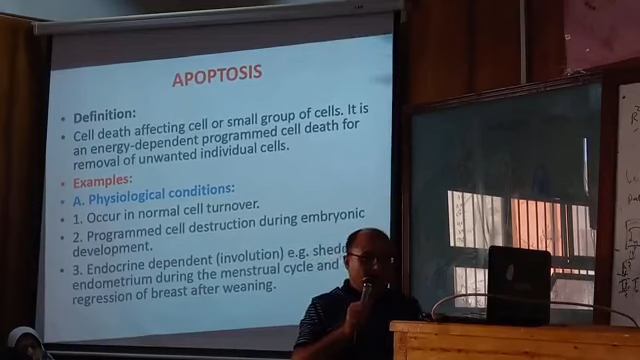 APOPTOSIS
• Definition:
• Cell death affecting cell or small group of cells. It is
an energy-dependent programmed cell death for
removal of unwanted individual cells.
• Examples:
• A. Physiological conditions:
• 1. Occur in normal cell turnover.
• 2. Programmed cell destruction during embryonic
development.
• 3. Endocrine dependent (involution) e.g. shedd
endometrium during the menstrual cycle and
regression of breast after weaning.